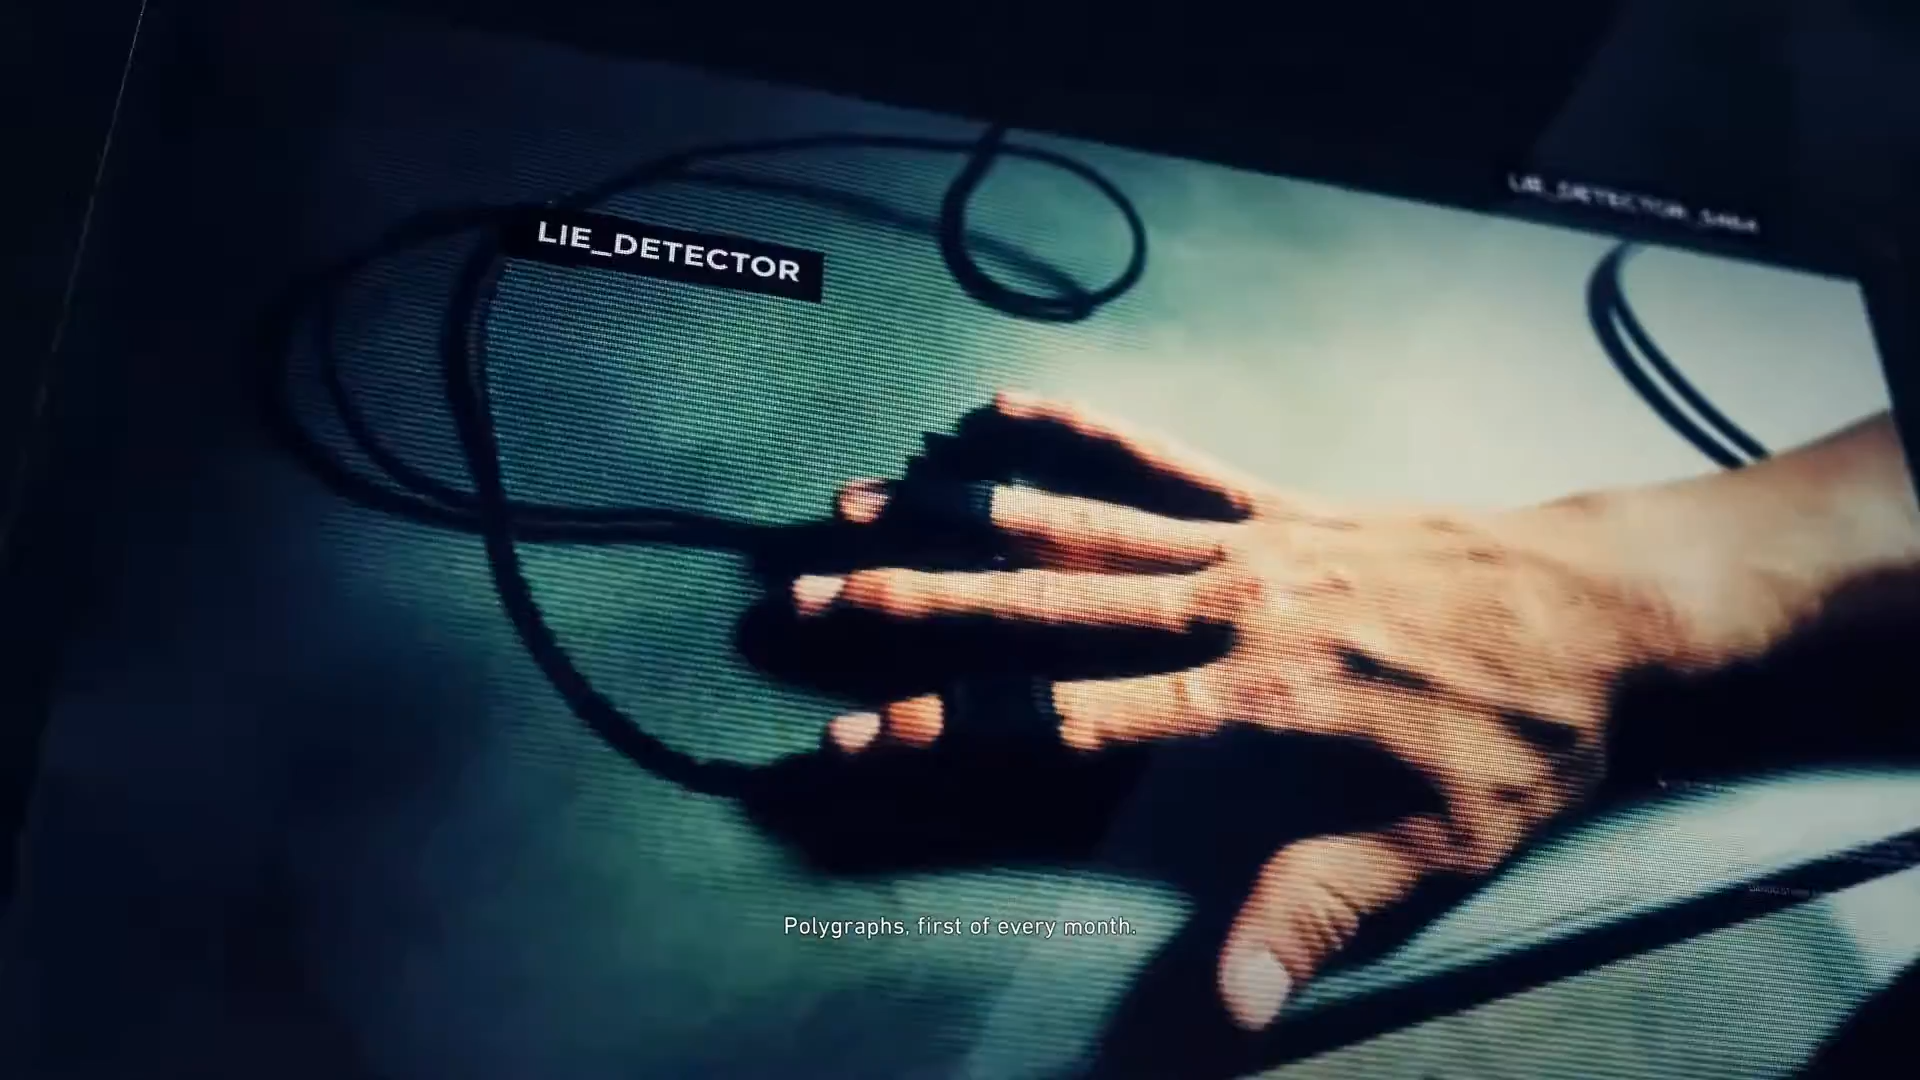 LIE_DETECTOR
Polygraphs, first of every month.